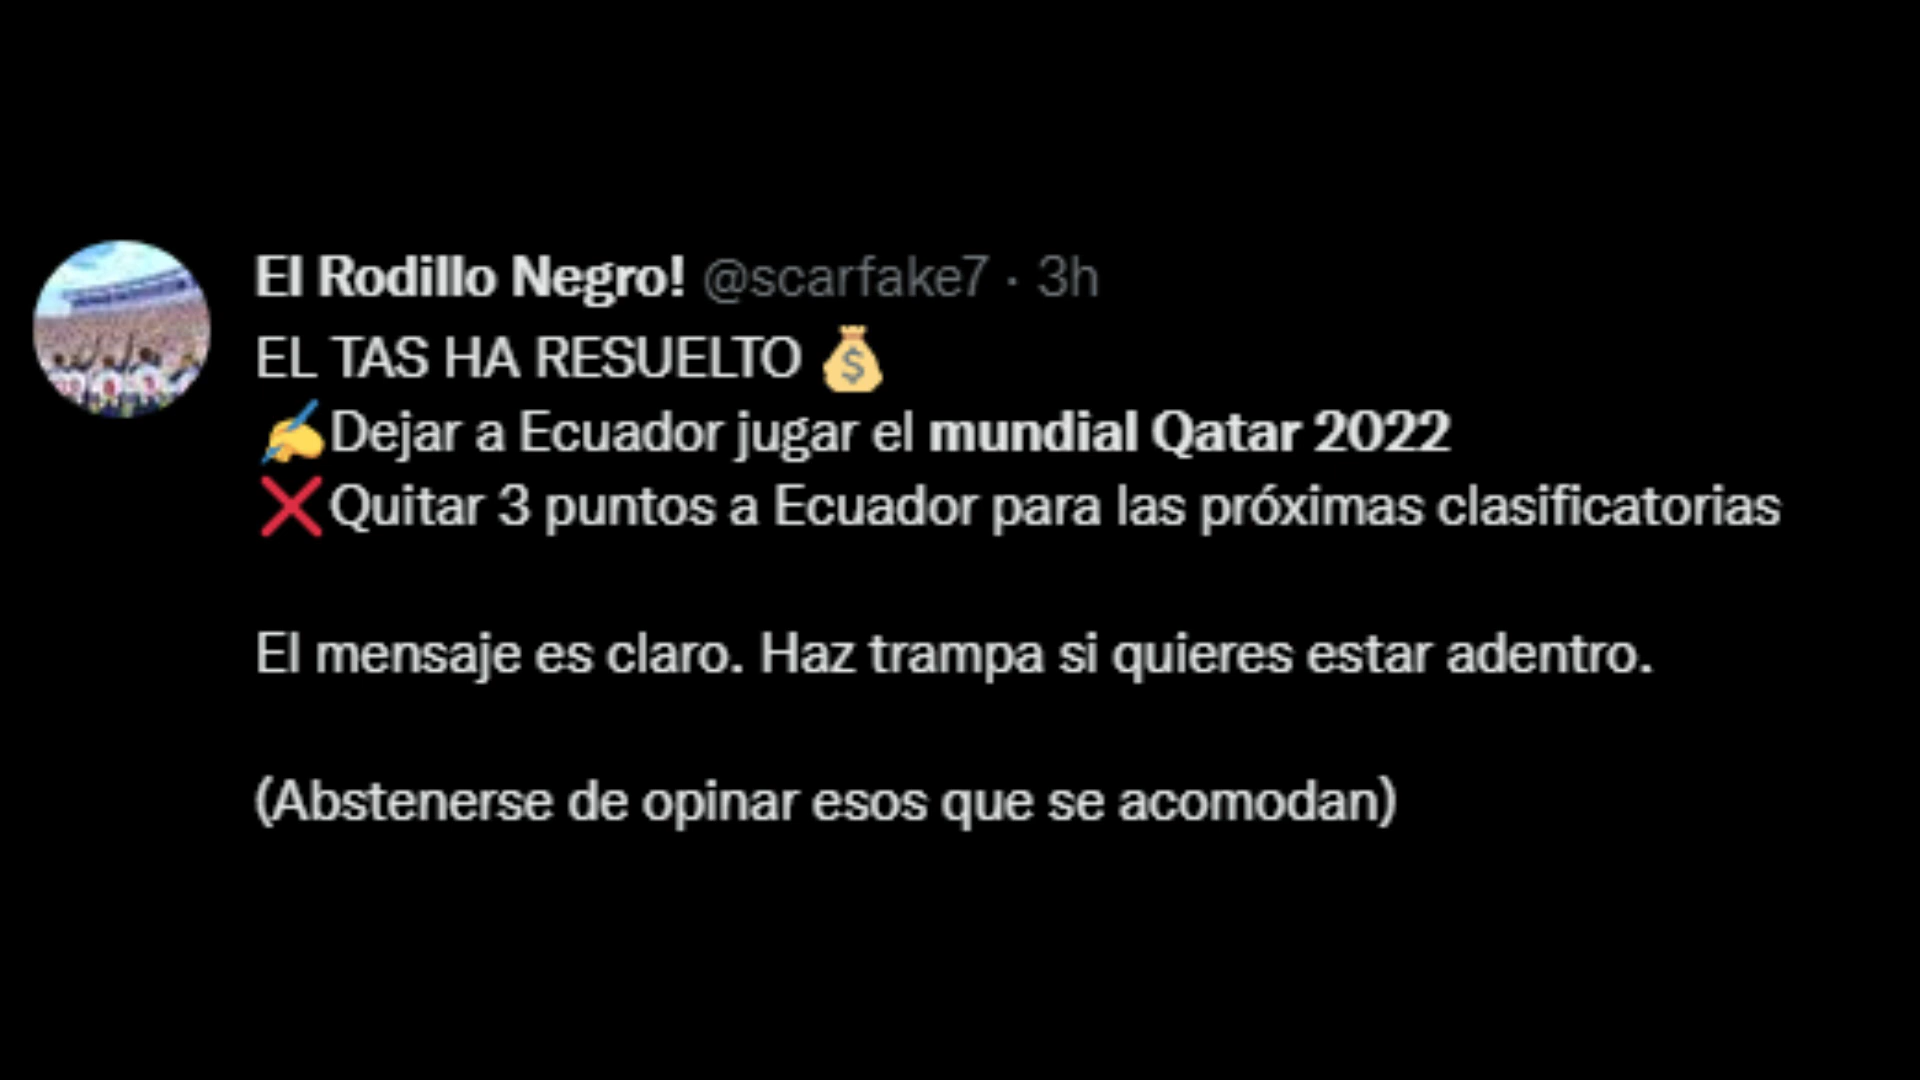 El Rodillo Negro! @scarfake7 · 3h
EL TAS HA RESUELTO 💰
✍️Dejar a Ecuador jugar el mundial Qatar 2022
❌Quitar 3 puntos a Ecuador para las próximas clasificatorias
El mensaje es claro. Haz trampa si quieres estar adentro.
(Abstenerse de opinar esos que se acomodan)